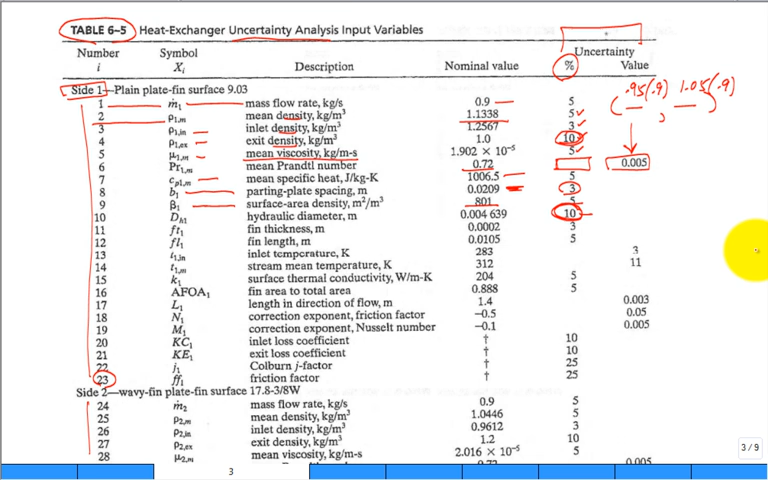 TABLE 6–5 Heat-Exchanger Uncertainty Analysis Input Variables
Number Symbol Uncertainty
i Xᵢ Description Nominal value % Value
Side 1—Plain plate-fin surface 9.03
.95(.9) 1.05(.9)
( , )
1 ṁ₁ mass flow rate, kg/s 0.9 5
2 ρ₁,ₘ mean density, kg/m³ 1.1338 5
3 ρ₁,ᵢₙ inlet density, kg/m³ 1.2567 3
4 ρ₁,ₑₓ exit density, kg/m³ 1.0 10
5 μ₁,ₘ mean viscosity, kg/m-s 1.902 × 10⁻⁵ 5
6 Pr₁,ₘ mean Prandtl number 0.72 0.005
7 cₚ₁,ₘ mean specific heat, J/kg-K 1006.5 5
8 b₁ parting-plate spacing, m 0.0209 3
9 β₁ surface-area density, m²/m³ 801 5
10 Dₕ₁ hydraulic diameter, m 0.004 639 10
11 ft₁ fin thickness, m 0.0002 3
12 fl₁ fin length, m 0.0105 5
13 t₁,ᵢₙ inlet temperature, K 283 3
14 t₁,ₘ stream mean temperature, K 312 11
15 k₁ surface thermal conductivity, W/m-K 204 5
16 AFOA₁ fin area to total area 0.888 5
17 L₁ length in direction of flow, m 1.4 0.003
18 N₁ correction exponent, friction factor −0.5 0.05
19 M₁ correction exponent, Nusselt number −0.1 0.005
20 KC₁ inlet loss coefficient † 10
21 KE₁ exit loss coefficient † 10
22 j₁ Colburn j-factor † 25
23 ff₁ friction factor † 25
Side 2—wavy-fin plate-fin surface 17.8-3/8W
24 ṁ₂ mass flow rate, kg/s 0.9 5
25 ρ₂,ₘ mean density, kg/m³ 1.0446 5
26 ρ₂,ᵢₙ inlet density, kg/m³ 0.9612 3
27 ρ₂,ₑₓ exit density, kg/m³ 1.2 10
28 μ₂,ₘ mean viscosity, kg/m-s 2.016 × 10⁻⁵ 5
0.72 0.005
3/9
3